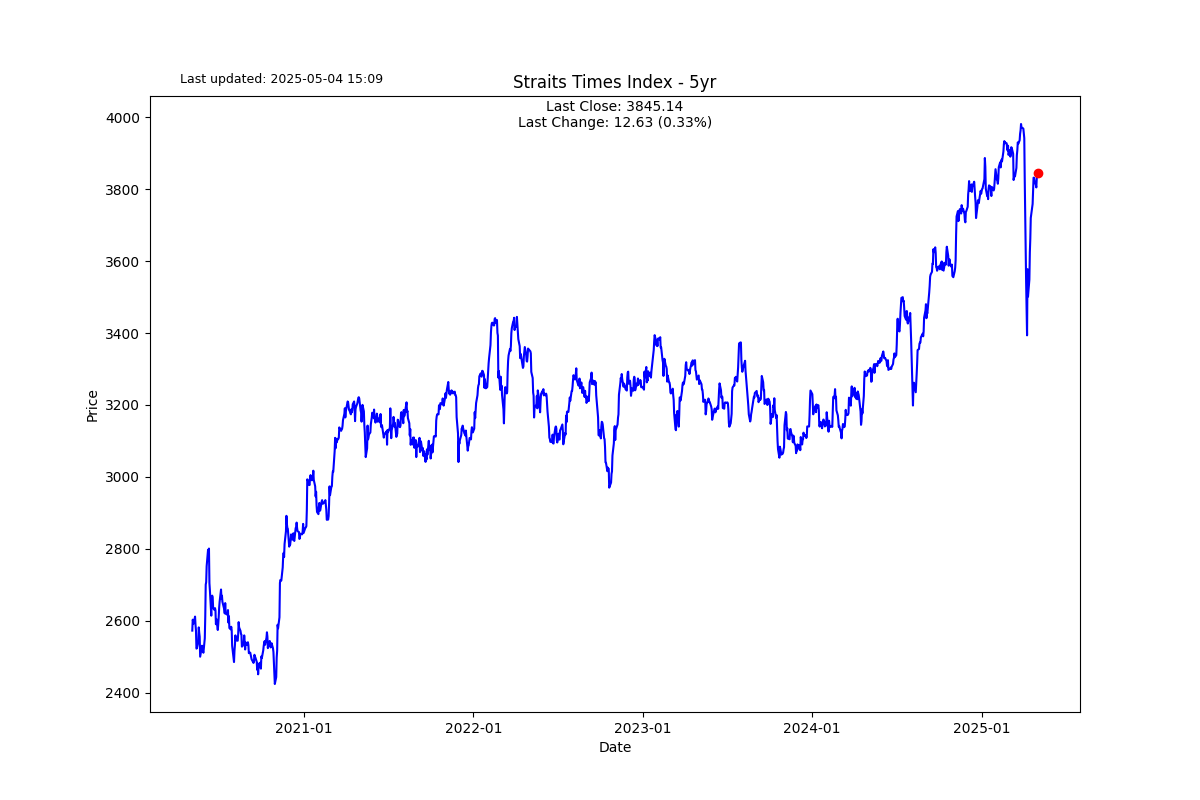 Last updated: 2025-05-04 15:09
Straits Times Index - 5yr
Last Close: 3845.14
Last Change: 12.63 (0.33%)
4000
3800
3600
3400
3200
3000
2800
2600
2400
Price
2021-01
2022-01
2023-01
2024-01
2025-01
Date